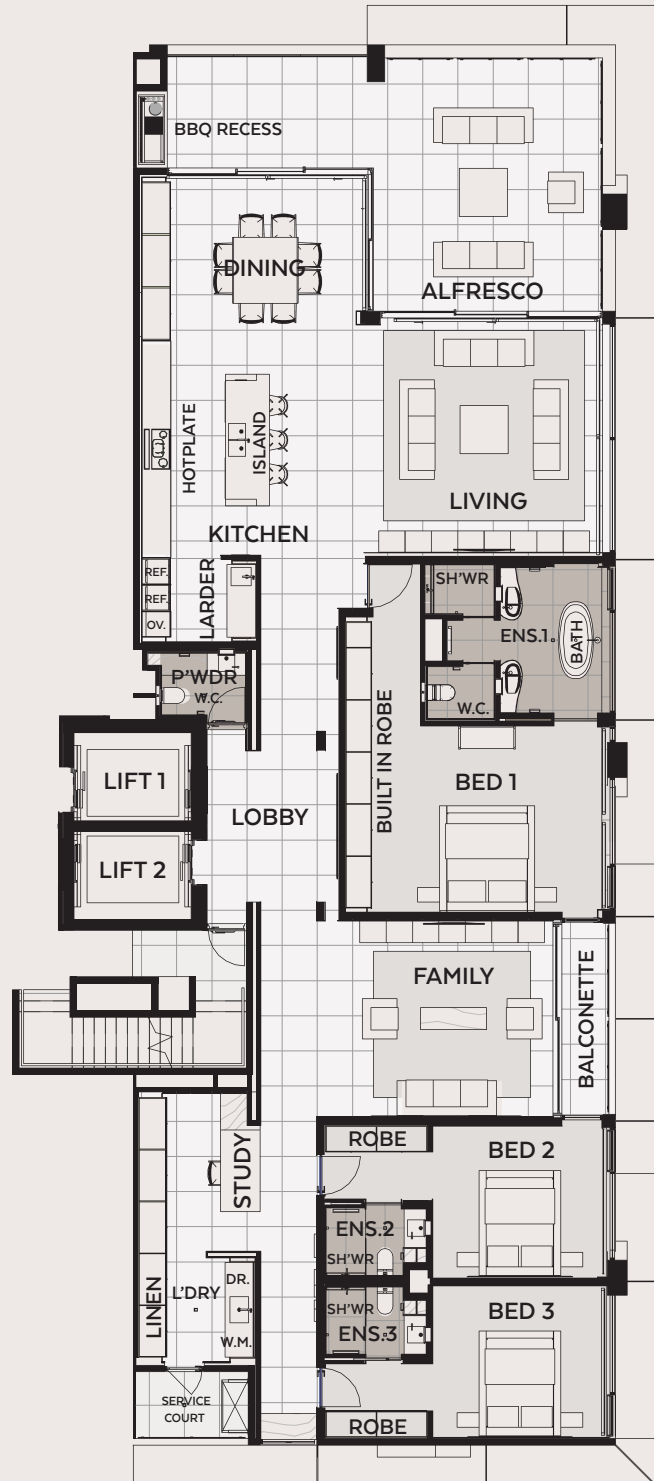 BBQ RECESS
DINING
ALFRESCO
HOTPLATE
ISLAND
LIVING
KITCHEN
REF.
REF.
OV.
LARDER
SH'WR
ENS.1
BATH
P'WDR
W.C.
W.C.
BUILT IN ROBE
BED 1
LIFT 1
LOBBY
LIFT 2
FAMILY
BALCONETTE
ROBE
BED 2
STUDY
ENS.2
SH'WR
LINEN
L'DRY
DR.
W.M.
SH'WR
ENS.3
BED 3
SERVICE
COURT
ROBE